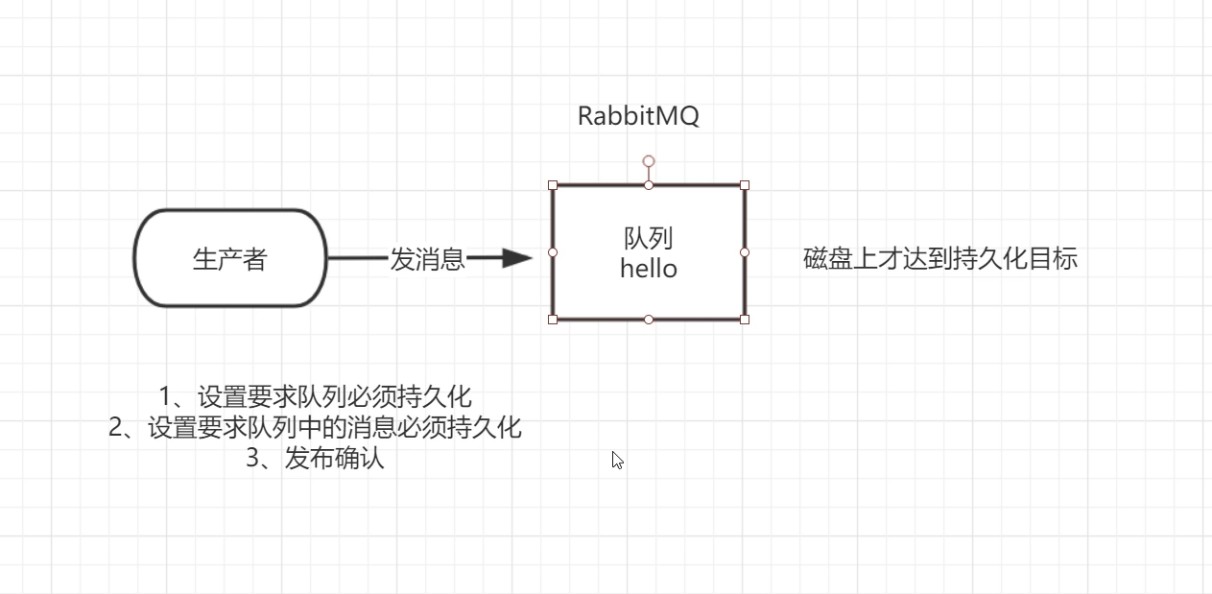 RabbitMQ
生产者
发消息
队列
hello
磁盘上才达到持久化目标
1、设置要求队列必须持久化
2、设置要求队列中的消息必须持久化
3、发布确认